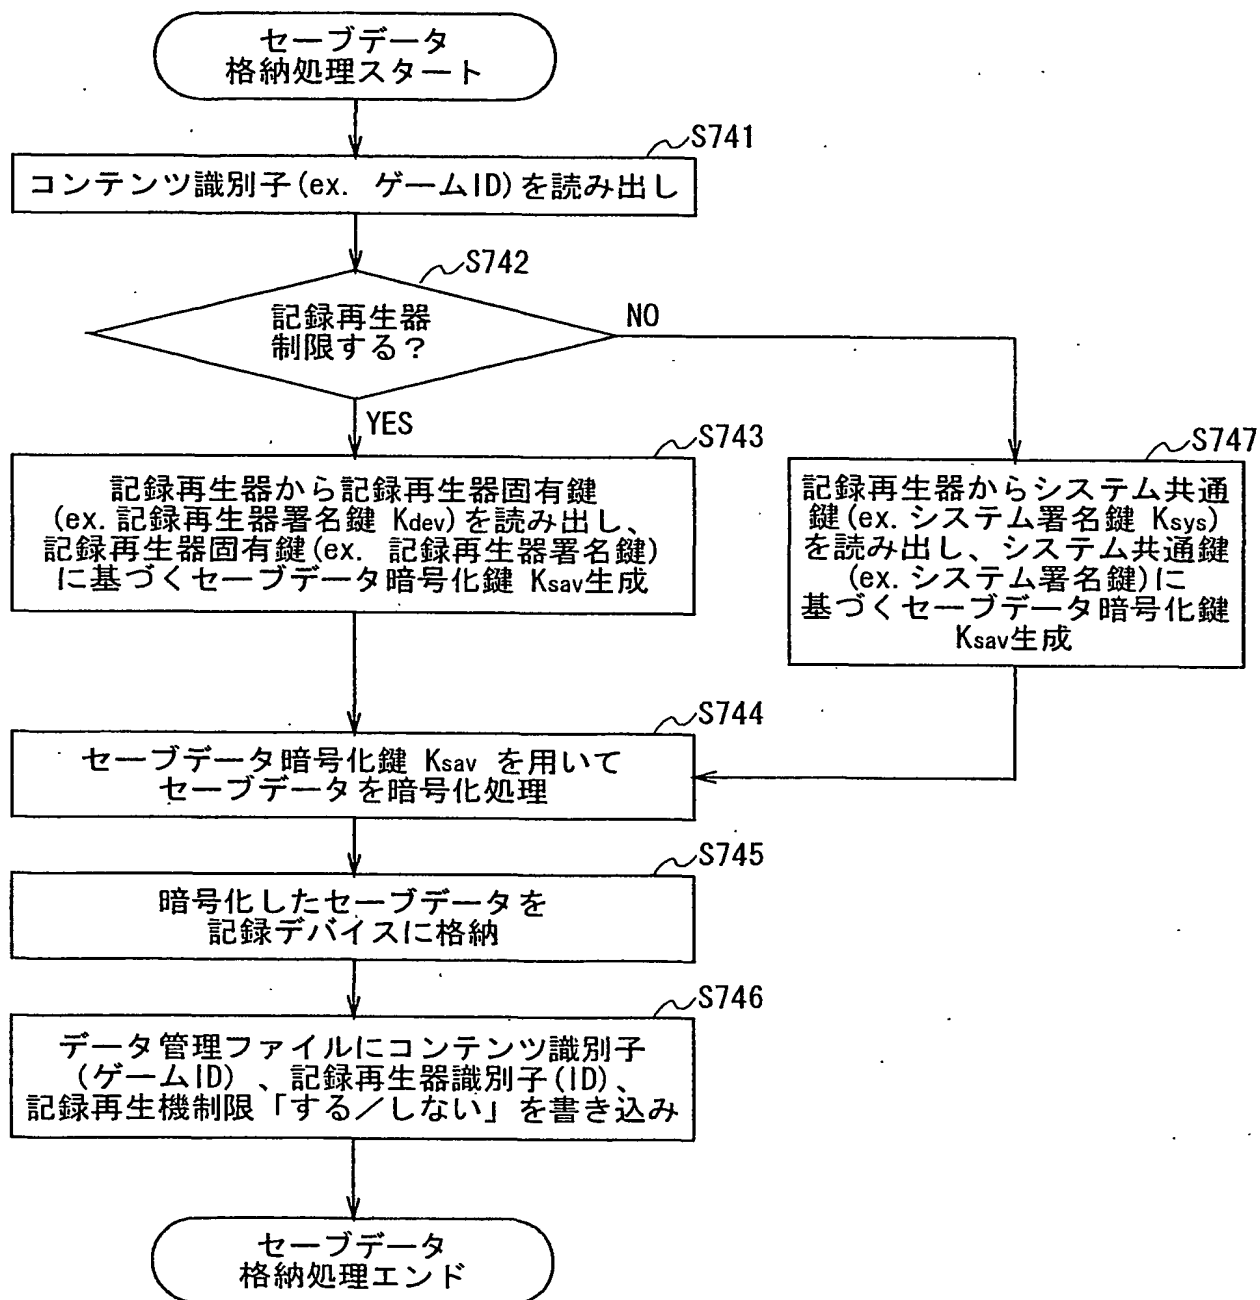 セーブデータ
格納処理スタート
S741
コンテンツ識別子(ex. ゲームID)を読み出し
S742
記録再生器
制限する?
NO
YES
S743
記録再生器から記録再生器固有鍵
(ex.記録再生器署名鍵 Kdev)を読み出し、
記録再生器固有鍵(ex. 記録再生器署名鍵)
に基づくセーブデータ暗号化鍵 Ksav生成
S747
記録再生器からシステム共通
鍵(ex.システム署名鍵 Ksys)
を読み出し、システム共通鍵
(ex.システム署名鍵)に
基づくセーブデータ暗号化鍵
Ksav生成
S744
セーブデータ暗号化鍵 Ksav を用いて
セーブデータを暗号化処理
S745
暗号化したセーブデータを
記録デバイスに格納
S746
データ管理ファイルにコンテンツ識別子
(ゲームID) 、記録再生器識別子(ID)、
記録再生機制限「する/しない」を書き込み
セーブデータ
格納処理エンド